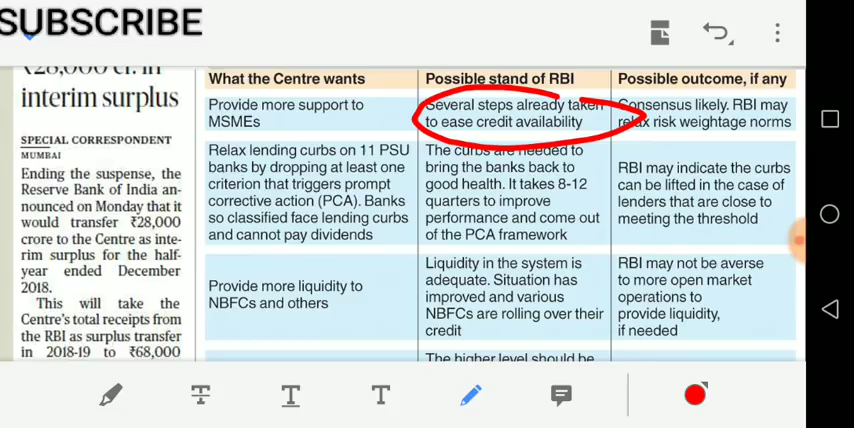 SUBSCRIBE
₹28,000 cr. in
interim surplus
SPECIAL CORRESPONDENT
MUMBAI
Ending the suspense, the
Reserve Bank of India an-
nounced on Monday that it
would transfer ₹28,000
crore to the Centre as inte-
rim surplus for the half-
year ended December
2018.
This will take the
Centre's total receipts from
the RBI as surplus transfer
in 2018-19 to ₹68,000
What the Centre wants
Possible stand of RBI
Possible outcome, if any
Provide more support to
MSMEs
Several steps already taken
to ease credit availability
Consensus likely. RBI may
relax risk weightage norms
Relax lending curbs on 11 PSU
banks by dropping at least one
criterion that triggers prompt
corrective action (PCA). Banks
so classified face lending curbs
and cannot pay dividends
The curbs are needed to
bring the banks back to
good health. It takes 8-12
quarters to improve
performance and come out
of the PCA framework
RBI may indicate the curbs
can be lifted in the case of
lenders that are close to
meeting the threshold
Provide more liquidity to
NBFCs and others
Liquidity in the system is
adequate. Situation has
improved and various
NBFCs are rolling over their
credit
RBI may not be averse
to more open market
operations to
provide liquidity,
if needed
The higher level should be
T
T
T